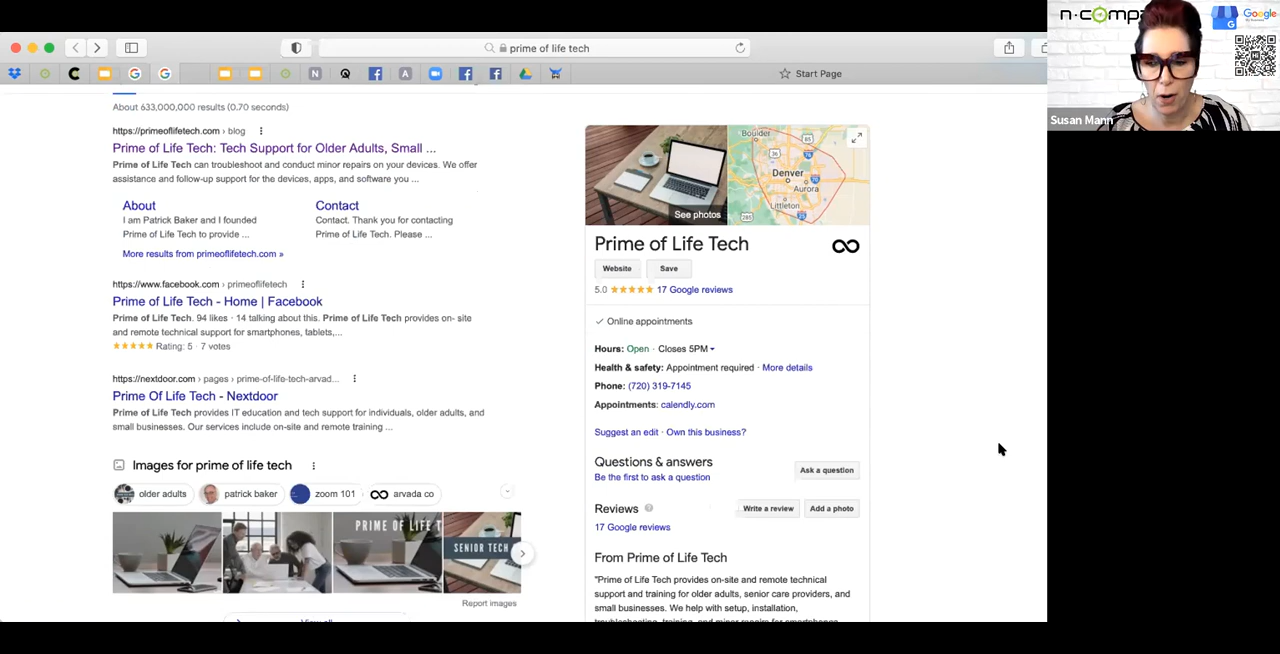 prime of life tech
Start Page
About 633,000,000 results (0.70 seconds)
https://primeoflifetech.com › blog
Prime of Life Tech: Tech Support for Older Adults, Small ...
Prime of Life Tech can troubleshoot and conduct minor repairs on your devices. We offer
assistance and follow-up support for the devices, apps, and software you ...
About
I am Patrick Baker and I founded
Prime of Life Tech to provide ...
Contact
Contact. Thank you for contacting
Prime of Life Tech. Please ...
More results from primeoflifetech.com »
https://www.facebook.com › primeoflifetech
Prime of Life Tech - Home | Facebook
Prime of Life Tech. 94 likes · 14 talking about this. Prime of Life Tech provides on- site
and remote technical support for smartphones, tablets,...
Rating: 5 · 7 votes
https://nextdoor.com › pages › prime-of-life-tech-arvad...
Prime Of Life Tech - Nextdoor
Prime of Life Tech provides IT education and tech support for individuals, older adults, and
small businesses. Our services include on-site and remote training ...
Images for prime of life tech
older adults
patrick baker
zoom 101
arvada co
PRIME OF LIFE T
SENIOR TECH
Report images
See photos
Boulder
Denver
Aurora
Littleton
Prime of Life Tech
Website
Save
5.0
17 Google reviews
Online appointments
Hours: Open · Closes 5PM
Health & safety: Appointment required · More details
Phone: (720) 319-7145
Appointments: calendly.com
Suggest an edit · Own this business?
Questions & answers
Be the first to ask a question
Ask a question
Reviews
Write a review
Add a photo
17 Google reviews
From Prime of Life Tech
"Prime of Life Tech provides on-site and remote technical
support and training for older adults, senior care providers, and
small businesses. We help with setup, installation,
Google
Susan Mann